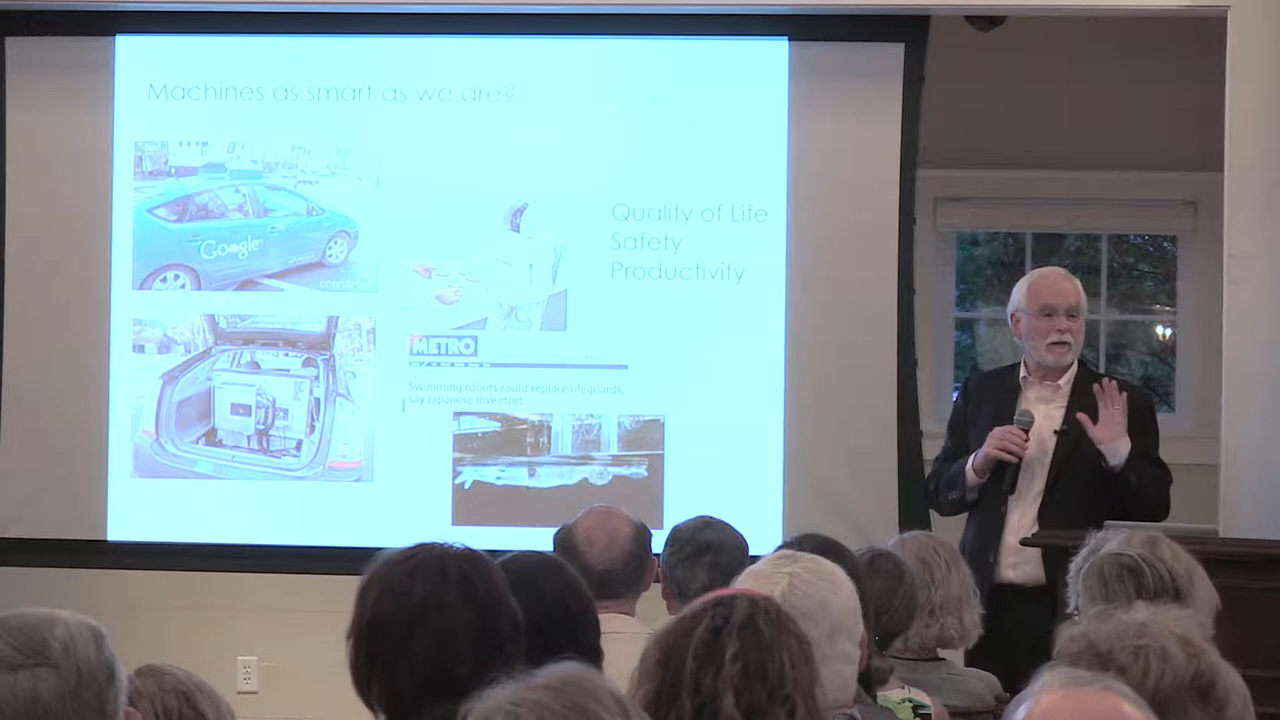 Machines as smart as we are?
Google
phandroid
Quality of Life
Safety
Productivity
METRO
Swimming robots could replace lifeguards,
say Japanese inventors